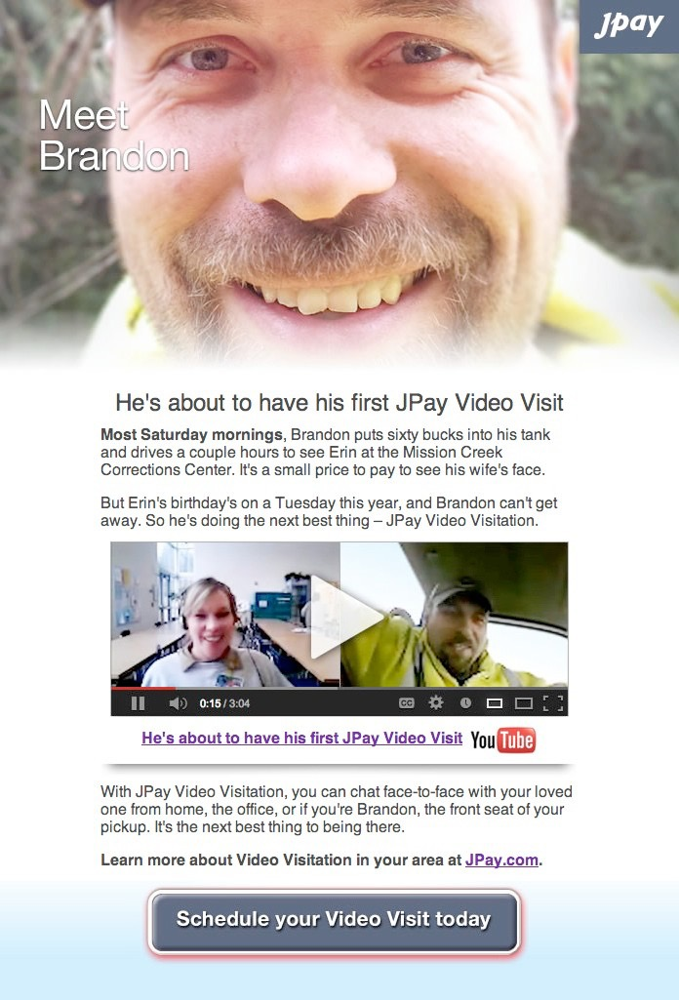 Jpay
Meet
Brandon
He's about to have his first JPay Video Visit
Most Saturday mornings, Brandon puts sixty bucks into his tank
and drives a couple hours to see Erin at the Mission Creek
Corrections Center. It's a small price to pay to see his wife's face.
But Erin's birthday's on a Tuesday this year, and Brandon can't get
away. So he's doing the next best thing – JPay Video Visitation.
0:15 / 3:04
CC
He's about to have his first JPay Video Visit YouTube
With JPay Video Visitation, you can chat face-to-face with your loved
one from home, the office, or if you're Brandon, the front seat of your
pickup. It's the next best thing to being there.
Learn more about Video Visitation in your area at JPay.com.
Schedule your Video Visit today